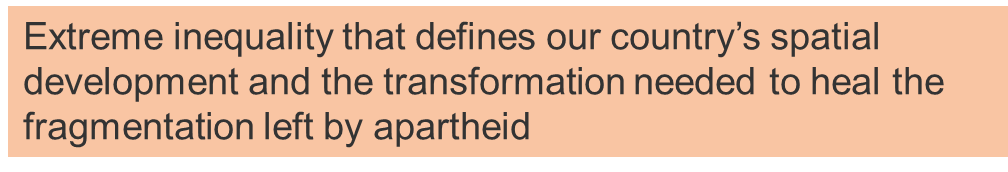 Extreme inequality that defines our country’s spatial
development and the transformation needed to heal the
fragmentation left by apartheid